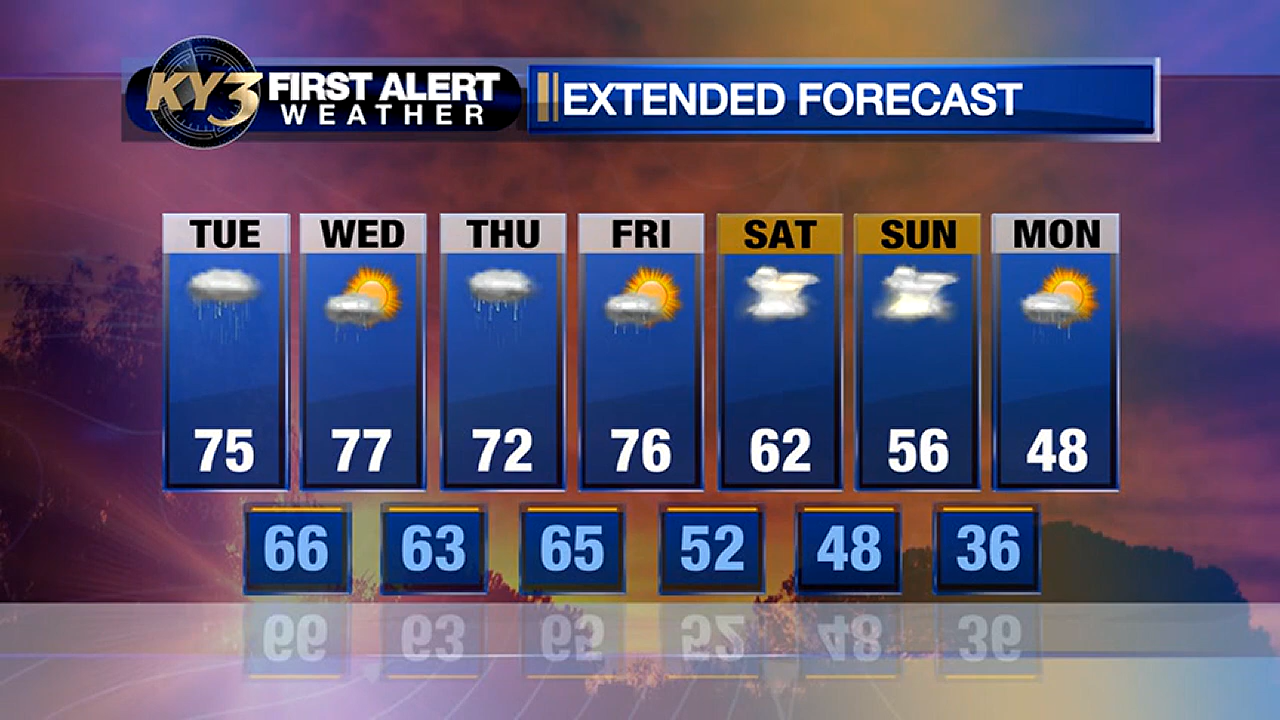 KY3 FIRST ALERT
WEATHER
EXTENDED FORECAST
TUE WED THU FRI SAT SUN MON
75 77 72 76 62 56 48
66 63 65 52 48 36